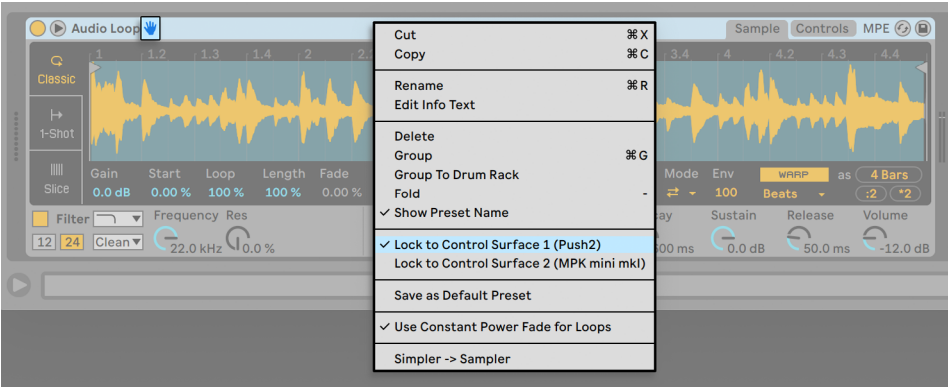 Audio Loop
Sample Controls MPE
1 1.2 1.3 1.4 2 2. 3.4 4 4.2 4.3 4.4
Classic
1-Shot
Slice
Gain Start Loop Length Fade
0.0 dB 0.00 % 100 % 100 % 0.00 %
Mode Env WARP as 4 Bars
100 Beats :2 *2
Filter Frequency Res
12 24 Clean 22.0 kHz 0.0 %
ay Sustain Release Volume
00 ms 0.0 dB 50.0 ms -12.0 dB
Cut ⌘X
Copy ⌘C
Rename ⌘R
Edit Info Text
Delete
Group ⌘G
Group To Drum Rack
Fold -
✓ Show Preset Name
✓ Lock to Control Surface 1 (Push2)
Lock to Control Surface 2 (MPK mini mkI)
Save as Default Preset
✓ Use Constant Power Fade for Loops
Simpler -> Sampler